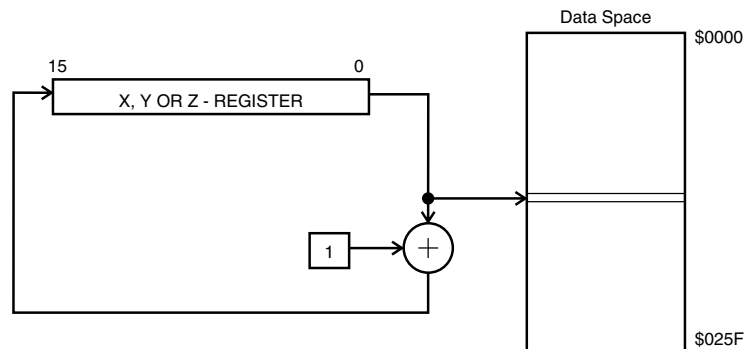 Data Space
$0000
15
0
X, Y OR Z - REGISTER
1
+
$025F